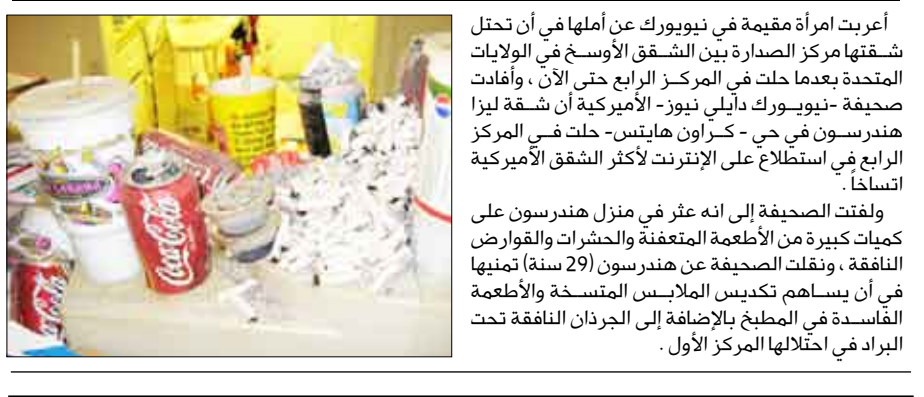 أعربت امرأة مقيمة في نيويورك عن أملها في أن تحتل
شقتها مركز الصدارة بين الشقق الأوسخ في الولايات
المتحدة بعدما حلت في المركز الرابع حتى الآن ، وأفادت
صحيفة -نيويورك دايلي نيوز- الأميركية أن شقة ليزا
هندرسون في حي - كراون هايتس- حلت في المركز
الرابع في استطلاع على الإنترنت لأكثر الشقق الأميركية
اتساخاً .
ولفتت الصحيفة إلى انه عثر في منزل هندرسون على
كميات كبيرة من الأطعمة المتعفنة والحشرات والقوارض
النافقة ، ونقلت الصحيفة عن هندرسون (29 سنة) تمنيها
في أن يساهم تكديس الملابس المتسخة والأطعمة
الفاسدة في المطبخ بالإضافة إلى الجرذان النافقة تحت
البراد في احتلالها المركز الأول .
Coca-Cola